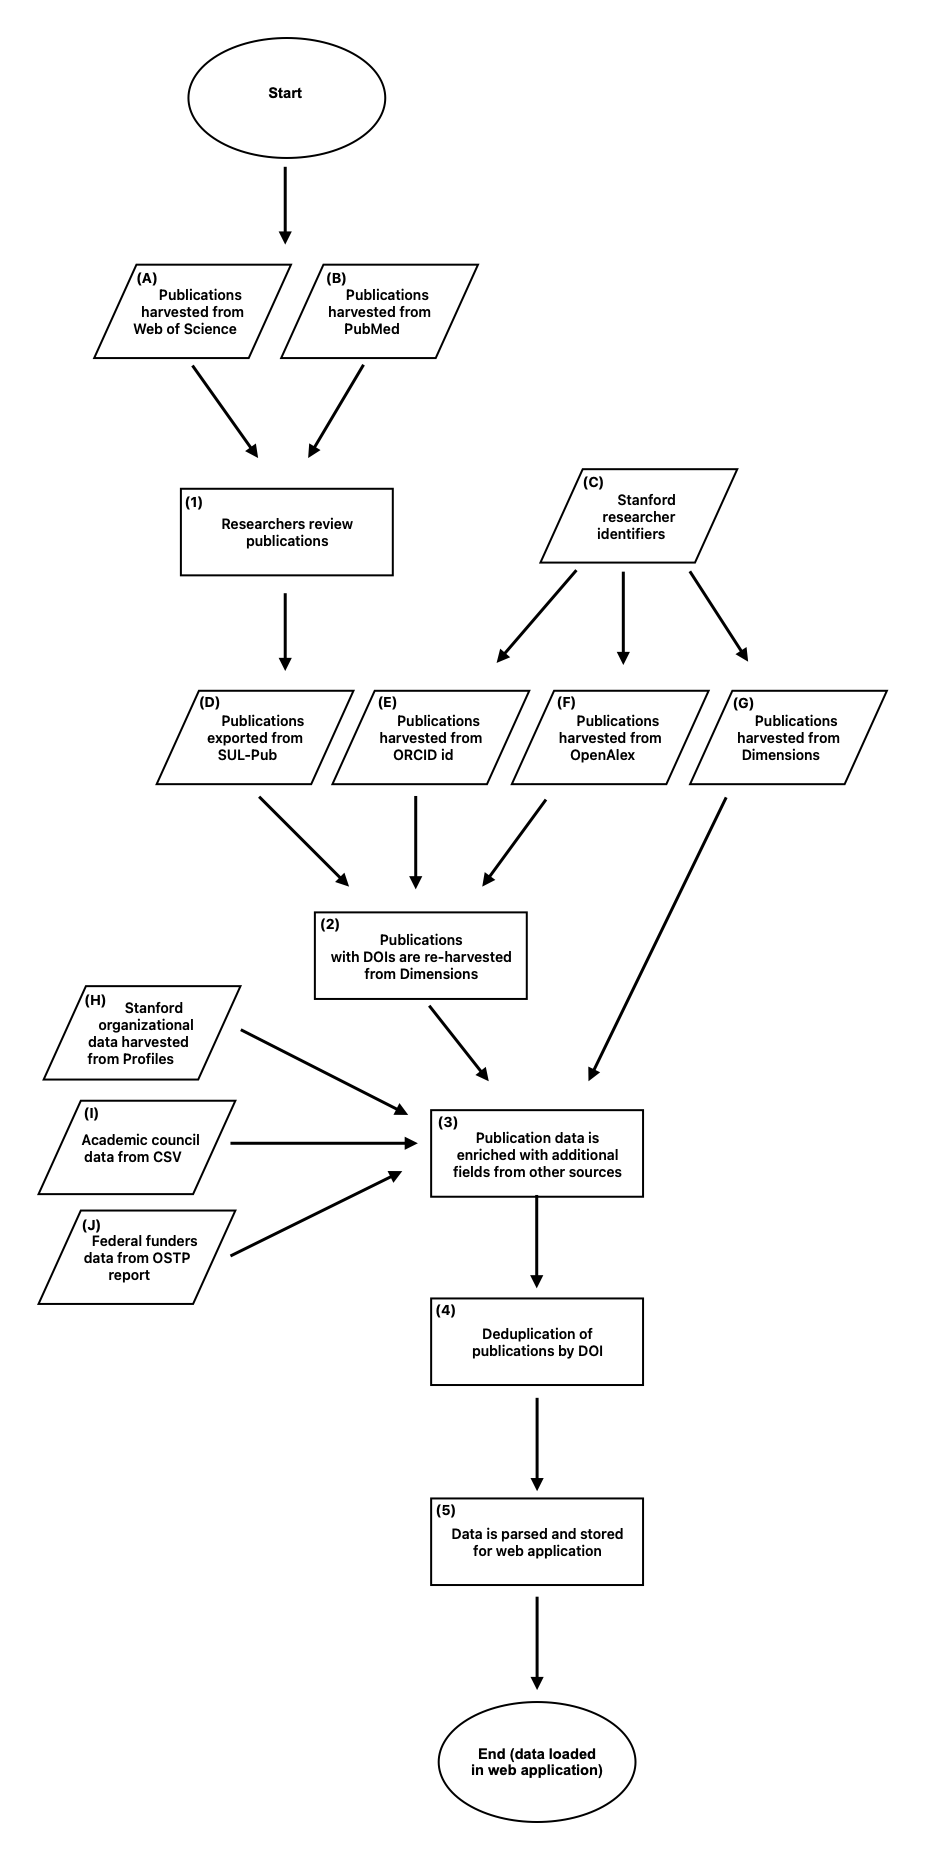 Start
(A)
Publications
harvested from
Web of Science
(B)
Publications
harvested from
PubMed
(1)
Researchers review
publications
(C)
Stanford
researcher
identifiers
(D)
Publications
exported from
SUL-Pub
(E)
Publications
harvested from
ORCID id
(F)
Publications
harvested from
OpenAlex
(G)
Publications
harvested from
Dimensions
(2)
Publications
with DOIs are re-harvested
from Dimensions
(H)
Stanford
organizational
data harvested
from Profiles
(I)
Academic council
data from CSV
(J)
Federal funders
data from OSTP
report
(3)
Publication data is
enriched with additional
fields from other sources
(4)
Deduplication of
publications by DOI
(5)
Data is parsed and stored
for web application
End (data loaded
in web application)